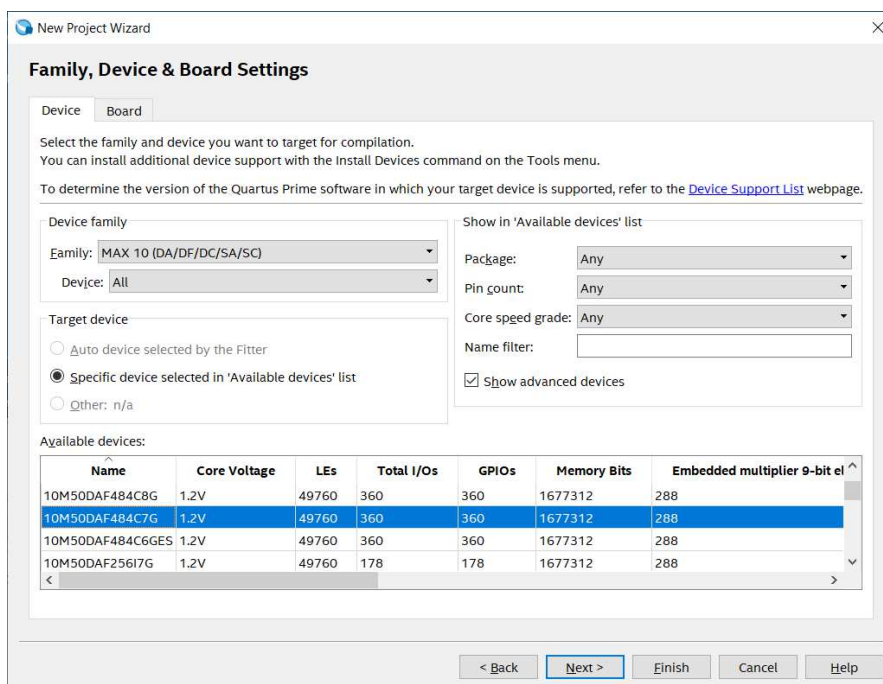 New Project Wizard
Family, Device & Board Settings
Device Board
Select the family and device you want to target for compilation.
You can install additional device support with the Install Devices command on the Tools menu.
To determine the version of the Quartus Prime software in which your target device is supported, refer to the Device Support List webpage.
Device family
Family: MAX 10 (DA/DF/DC/SA/SC)
Device: All
Target device
Auto device selected by the Fitter
Specific device selected in 'Available devices' list
Other: n/a
Show in 'Available devices' list
Package: Any
Pin count: Any
Core speed grade: Any
Name filter:
Show advanced devices
Available devices:
Name Core Voltage LEs Total I/Os GPIOs Memory Bits Embedded multiplier 9-bit el
10M50DAF484C8G 1.2V 49760 360 360 1677312 288
10M50DAF484C7G 1.2V 49760 360 360 1677312 288
10M50DAF484C6GES 1.2V 49760 360 360 1677312 288
10M50DAF256I7G 1.2V 49760 178 178 1677312 288
< Back Next > Finish Cancel Help